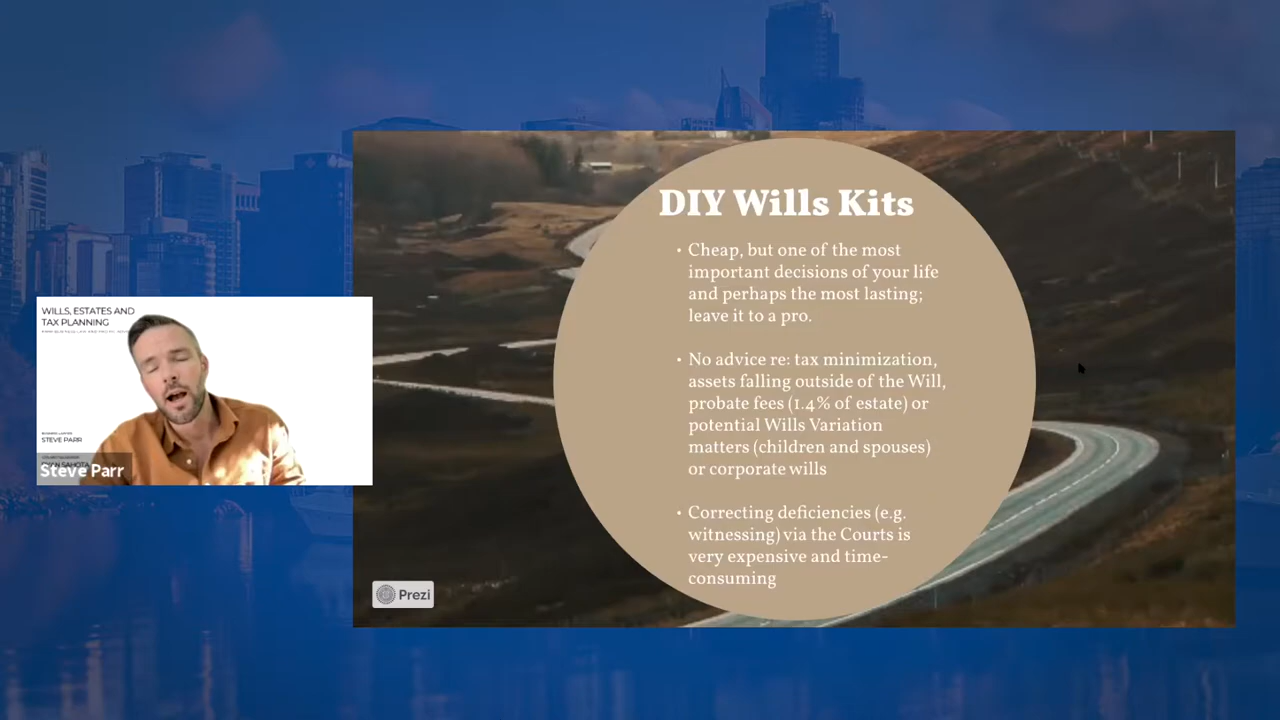 DIY Wills Kits
• Cheap, but one of the most
important decisions of your life
and perhaps the most lasting;
leave it to a pro.
• No advice re: tax minimization,
assets falling outside of the Will,
probate fees (1.4% of estate) or
potential Wills Variation
matters (children and spouses)
or corporate wills
• Correcting deficiencies (e.g.
witnessing) via the Courts is
very expensive and time-
consuming
WILLS, ESTATES AND
TAX PLANNING
STEVE PARR
Steve Parr
Prezi